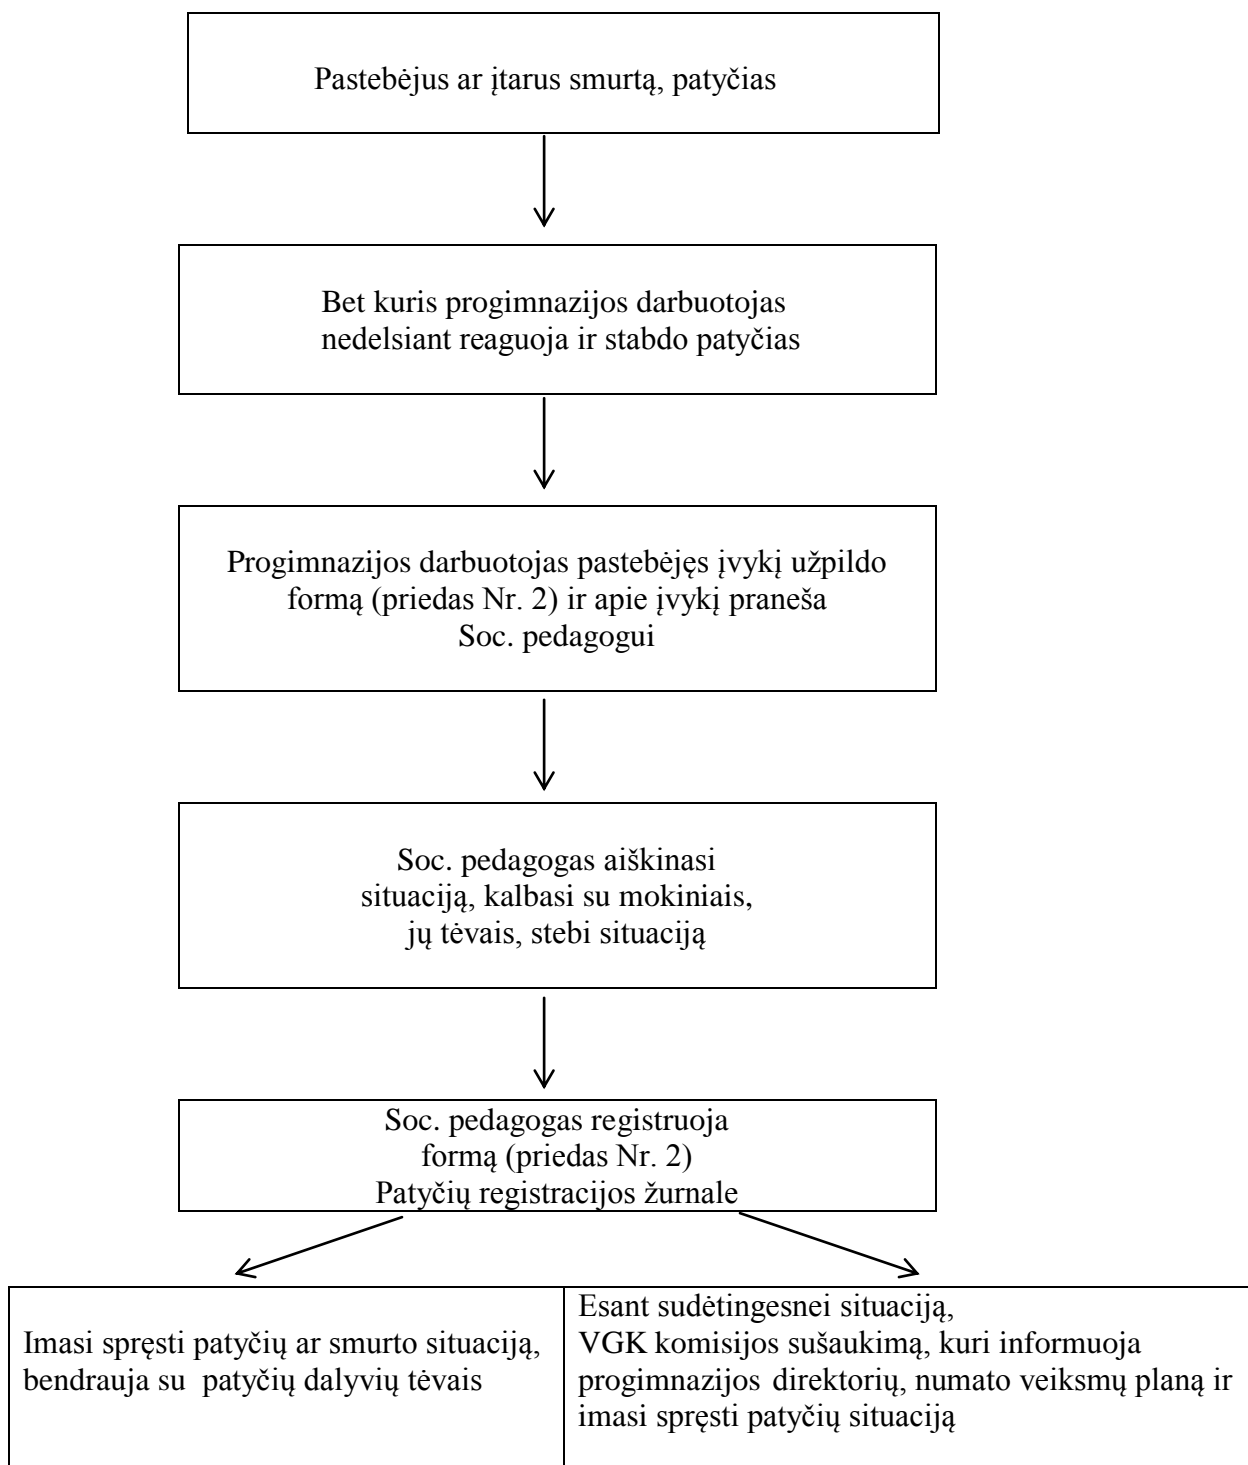 Pastebėjus ar įtarus smurtą, patyčias
Bet kuris progimnazijos darbuotojas
nedelsiant reaguoja ir stabdo patyčias
Progimnazijos darbuotojas pastebėjęs įvykį užpildo
formą (priedas Nr. 2) ir apie įvykį praneša
Soc. pedagogui
Soc. pedagogas aiškinasi
situaciją, kalbasi su mokiniais,
jų tėvais, stebi situaciją
Soc. pedagogas registruoja
formą (priedas Nr. 2)
Patyčių registracijos žurnale
Imasi spręsti patyčių ar smurto situaciją,
bendrauja su patyčių dalyvių tėvais
Esant sudėtingesnei situaciją,
VGK komisijos sušaukimą, kuri informuoja
progimnazijos direktorių, numato veiksmų planą ir
imasi spręsti patyčių situaciją